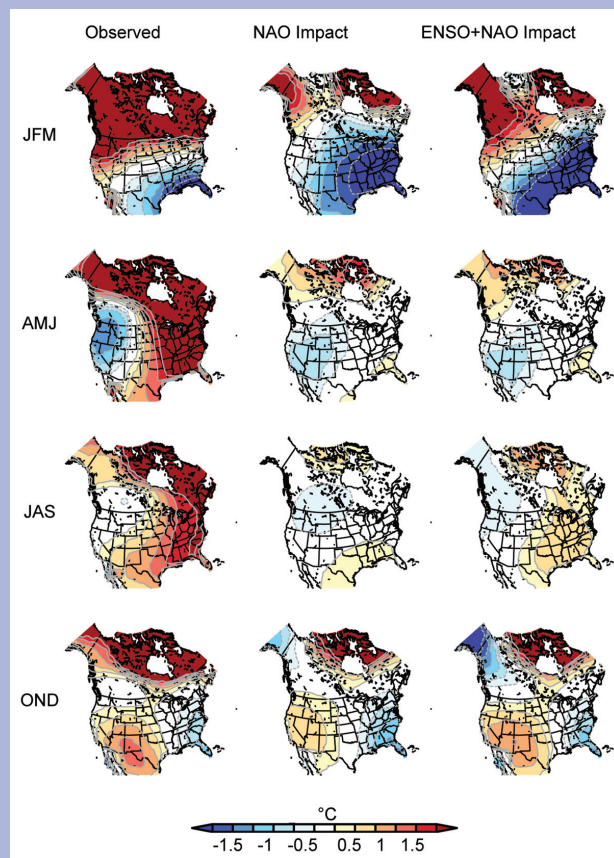 Observed NAO Impact ENSO+NAO Impact
JFM
AMJ
JAS
OND
°C
-1.5 -1 -0.5 0.5 1 1.5